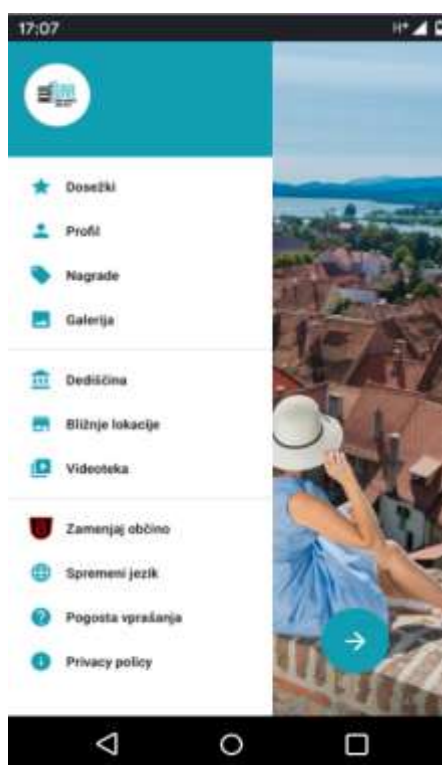 17:07
H+
Dosežki
Profil
Nagrade
Galerija
Dediščina
Bližnje lokacije
Videoteka
Zamenjaj občino
Spremeni jezik
Pogosta vprašanja
Privacy policy